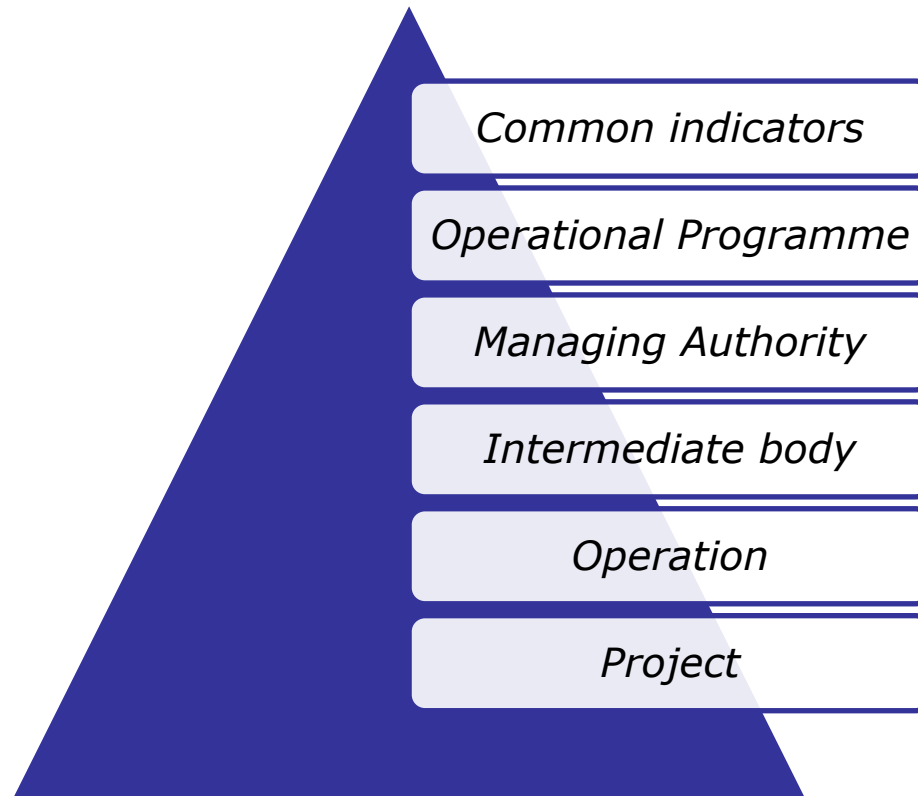 Common indicators
Operational Programme
Managing Authority
Intermediate body
Operation
Project